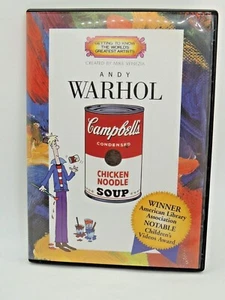 GETTING TO KNOW
THE WORLD'S
GREATEST ARTISTS
CREATED BY MIKE VENEZIA
ANDY
WARHOL
Campbell's
CONDENSED
CHICKEN
NOODLE
SOUP
WINNER
American Library
Association
NOTABLE
Children's
Videos Award